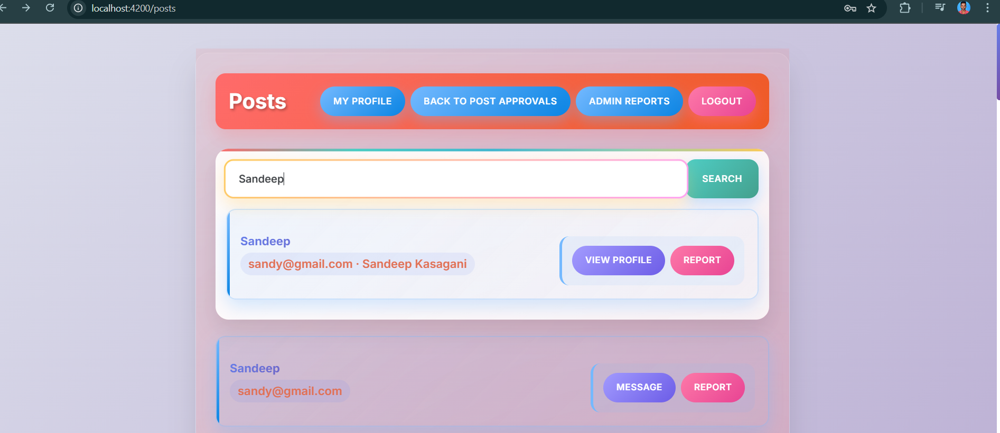 localhost:4200/posts
Posts MY PROFILE BACK TO POST APPROVALS ADMIN REPORTS LOGOUT
Sandeep SEARCH
Sandeep
sandy@gmail.com · Sandeep Kasagani VIEW PROFILE REPORT
Sandeep
sandy@gmail.com MESSAGE REPORT